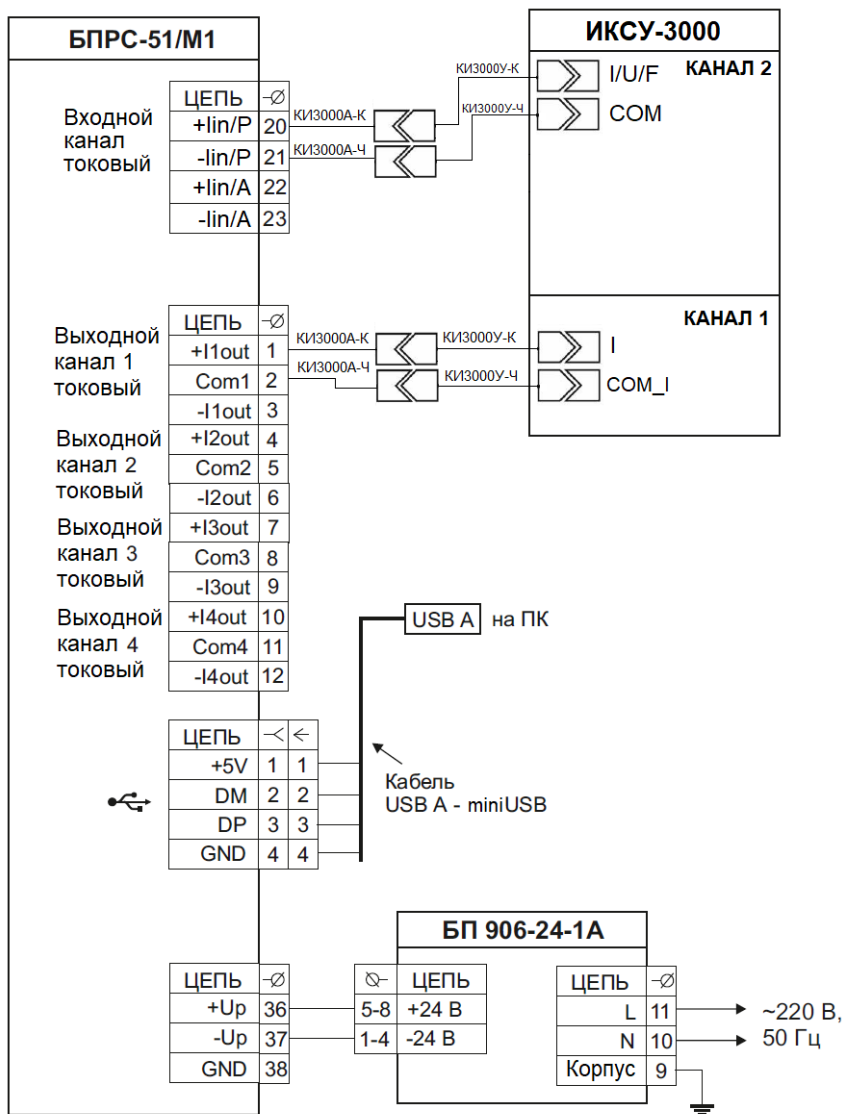 БПРС-51/М1
ИКСУ-3000
КАНАЛ 2
I/U/F
COM
КИ3000У-К
КИ3000У-Ч
Входной
канал
токовый
ЦЕПЬ
+Iin/P 20
-Iin/P 21
+Iin/A 22
-Iin/A 23
КИ3000А-К
КИ3000А-Ч
КАНАЛ 1
I
COM_I
Выходной
канал 1
токовый
ЦЕПЬ
+I1out 1
Com1 2
-I1out 3
КИ3000А-К
КИ3000У-К
КИ3000А-Ч
КИ3000У-Ч
Выходной
канал 2
токовый
+I2out 4
Com2 5
-I2out 6
Выходной
канал 3
токовый
+I3out 7
Com3 8
-I3out 9
Выходной
канал 4
токовый
+I4out 10
Com4 11
-I4out 12
USB A на ПК
ЦЕПЬ
+5V 1 1
DM 2 2
DP 3 3
GND 4 4
Кабель
USB A - miniUSB
БП 906-24-1А
ЦЕПЬ
+Up 36
-Up 37
GND 38
ЦЕПЬ
5-8 +24 В
1-4 -24 В
ЦЕПЬ
L 11
N 10
Корпус 9
~220 В,
50 Гц